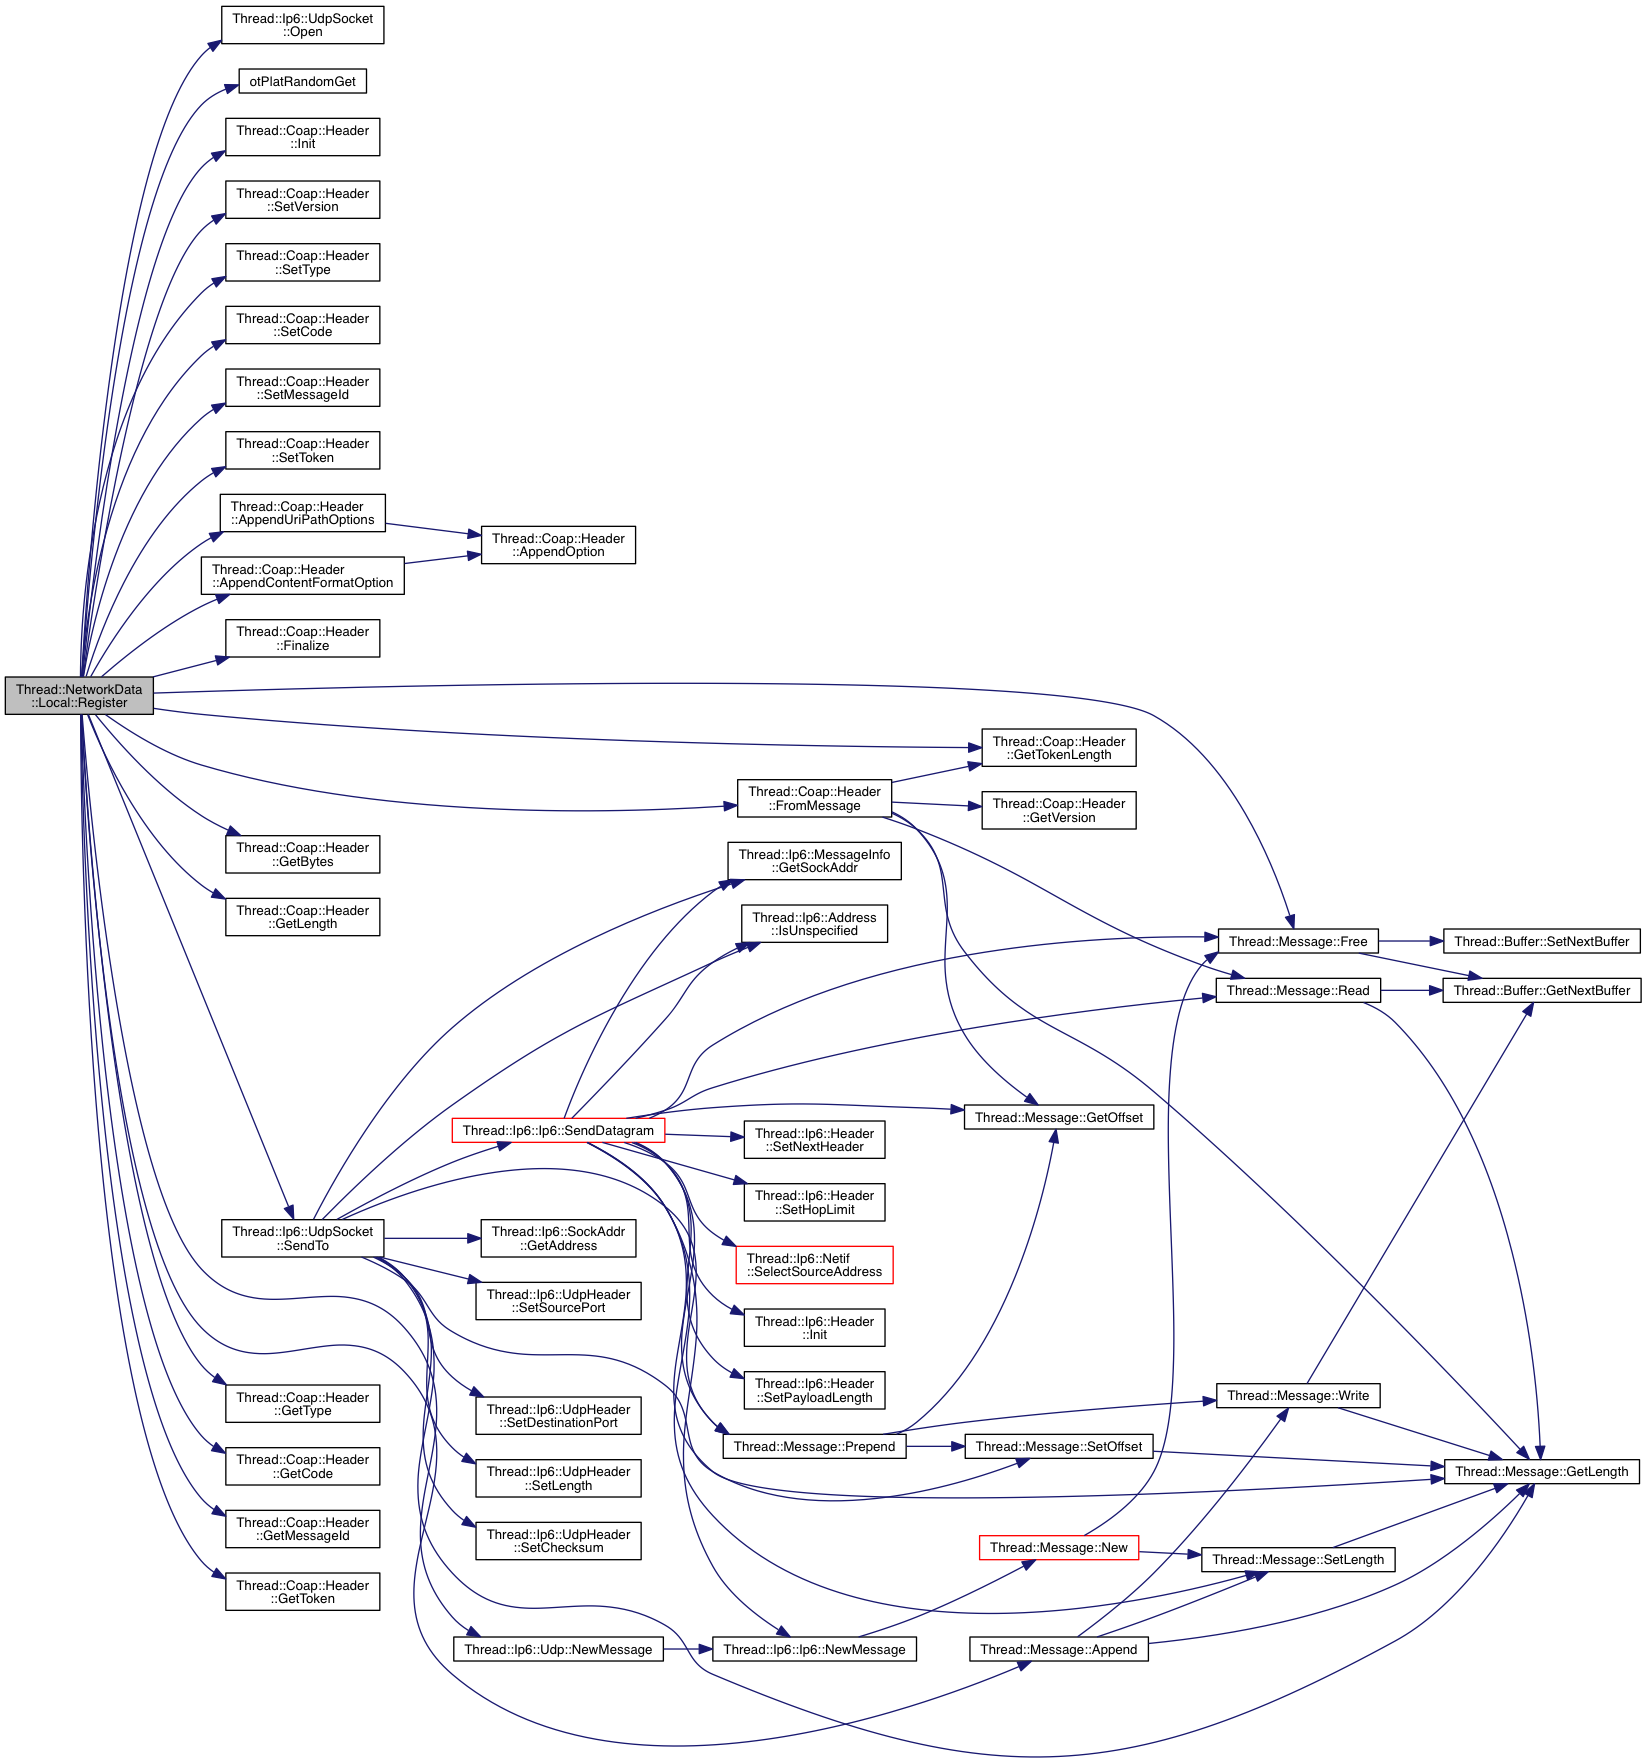 Thread::Ip6::UdpSocket
::Open
otPlatRandomGet
Thread::Coap::Header
::Init
Thread::Coap::Header
::SetVersion
Thread::Coap::Header
::SetType
Thread::Coap::Header
::SetCode
Thread::Coap::Header
::SetMessageId
Thread::Coap::Header
::SetToken
Thread::Coap::Header
::AppendUriPathOptions
Thread::Coap::Header
::AppendOption
Thread::Coap::Header
::AppendContentFormatOption
Thread::Coap::Header
::Finalize
Thread::NetworkData
::Local::Register
Thread::Coap::Header
::GetTokenLength
Thread::Coap::Header
::FromMessage
Thread::Coap::Header
::GetVersion
Thread::Coap::Header
::GetBytes
Thread::Ip6::MessageInfo
::GetSockAddr
Thread::Coap::Header
::GetLength
Thread::Ip6::Address
::IsUnspecified
Thread::Message::Free
Thread::Buffer::SetNextBuffer
Thread::Message::Read
Thread::Buffer::GetNextBuffer
Thread::Message::GetOffset
Thread::Ip6::Ip6::SendDatagram
Thread::Ip6::Header
::SetNextHeader
Thread::Ip6::Header
::SetHopLimit
Thread::Ip6::UdpSocket
::SendTo
Thread::Ip6::SockAddr
::GetAddress
Thread::Ip6::Netif
::SelectSourceAddress
Thread::Ip6::UdpHeader
::SetSourcePort
Thread::Ip6::Header
::Init
Thread::Ip6::Header
::SetPayloadLength
Thread::Coap::Header
::GetType
Thread::Message::Write
Thread::Ip6::UdpHeader
::SetDestinationPort
Thread::Message::Prepend
Thread::Message::SetOffset
Thread::Coap::Header
::GetCode
Thread::Ip6::UdpHeader
::SetLength
Thread::Message::GetLength
Thread::Coap::Header
::GetMessageId
Thread::Ip6::UdpHeader
::SetChecksum
Thread::Message::New
Thread::Message::SetLength
Thread::Coap::Header
::GetToken
Thread::Ip6::Udp::NewMessage
Thread::Ip6::Ip6::NewMessage
Thread::Message::Append